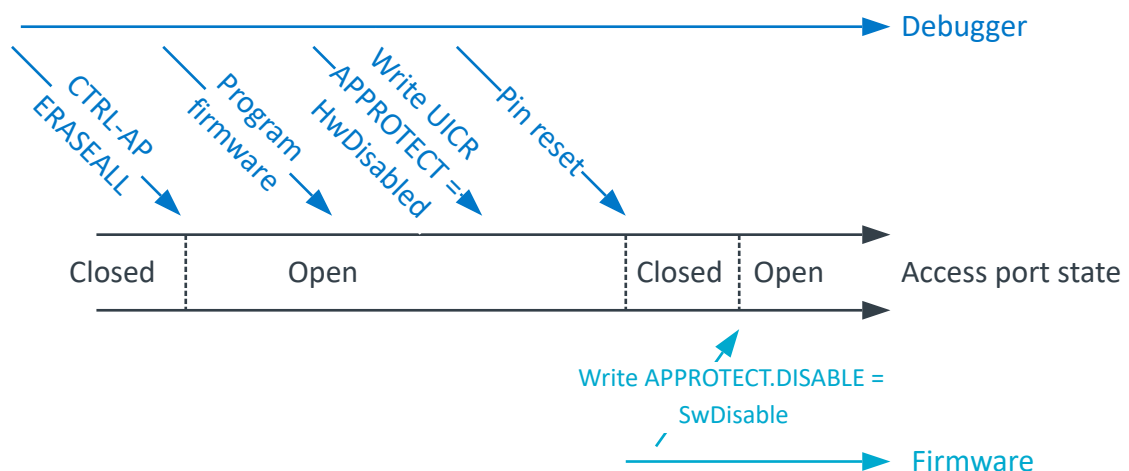 Debugger
CTRL-AP
ERASEALL
Program
firmware
Write UICR
APPROTECT =
HwDisabled
Pin reset
Closed
Open
Closed
Open
Access port state
Write APPROTECT.DISABLE =
SwDisable
Firmware